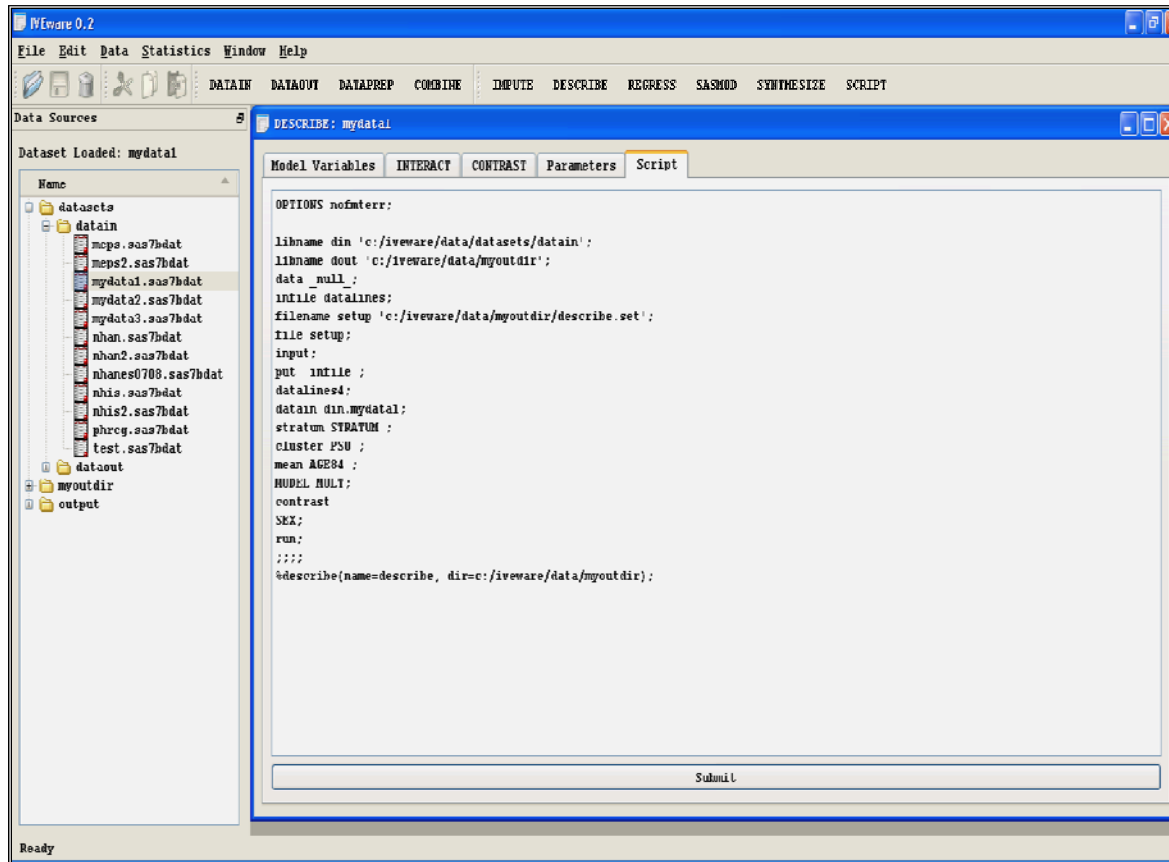 IVEware 0.2
File Edit Data Statistics Window Help
DATAIN DATAOUT DATAPREP COMBINE IMPUTE DESCRIBE REGRESS SASMOD SYNTHESIZE SCRIPT
Data Sources
Dataset Loaded: mydata1
Name
datasets
datain
meps.sas7bdat
meps2.sas7bdat
mydata1.sas7bdat
mydata2.sas7bdat
mydata3.sas7bdat
nhan.sas7bdat
nhan2.sas7bdat
nhanes0708.sas7bdat
nhis.sas7bdat
nhis2.sas7bdat
phreg.sas7bdat
test.sas7bdat
dataout
myoutdir
output
DESCRIBE: mydata1
Model Variables INTERACT CONTRAST Parameters Script
OPTIONS nofmterr;
libname din 'c:/iveware/data/datasets/datain';
libname dout 'c:/iveware/data/myoutdir';
data _null_;
infile datalines;
filename setup 'c:/iveware/data/myoutdir/describe.set';
file setup;
input;
put _infile_;
datalines4;
datain din.mydata1;
stratum STRATUM ;
cluster PSU ;
mean AGE84 ;
MODEL MULT;
contrast
SEX;
run;
;;;;
%describe(name=describe, dir=c:/iveware/data/myoutdir);
Submit
Ready